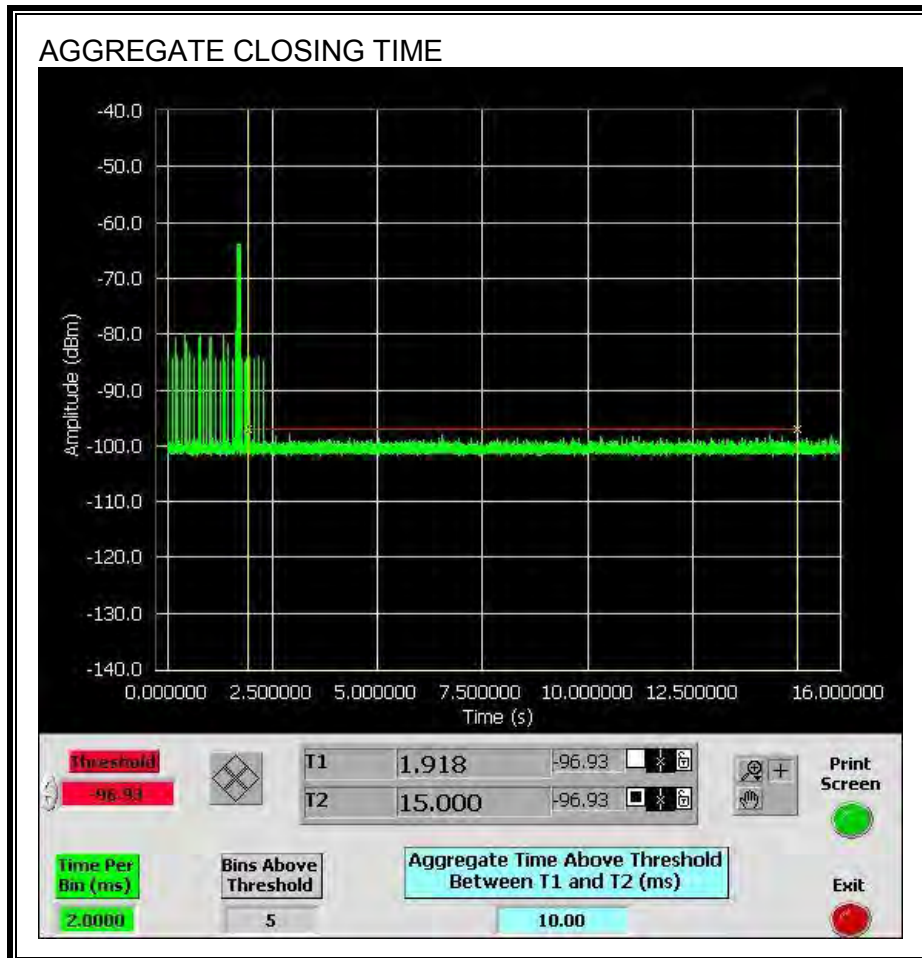 AGGREGATE CLOSING TIME
-40.0
-50.0
-60.0
-70.0
-80.0
-90.0
-100.0
-110.0
-120.0
-130.0
-140.0
Amplitude (dBm)
0.000000 2.500000 5.000000 7.500000 10.000000 12.500000 16.000000
Time (s)
Threshold
-96.93
T1 1.918 -96.93
T2 15.000 -96.93
Print
Screen
Time Per
Bin (ms)
2.0000
Bins Above
Threshold
5
Aggregate Time Above Threshold
Between T1 and T2 (ms)
10.00
Exit